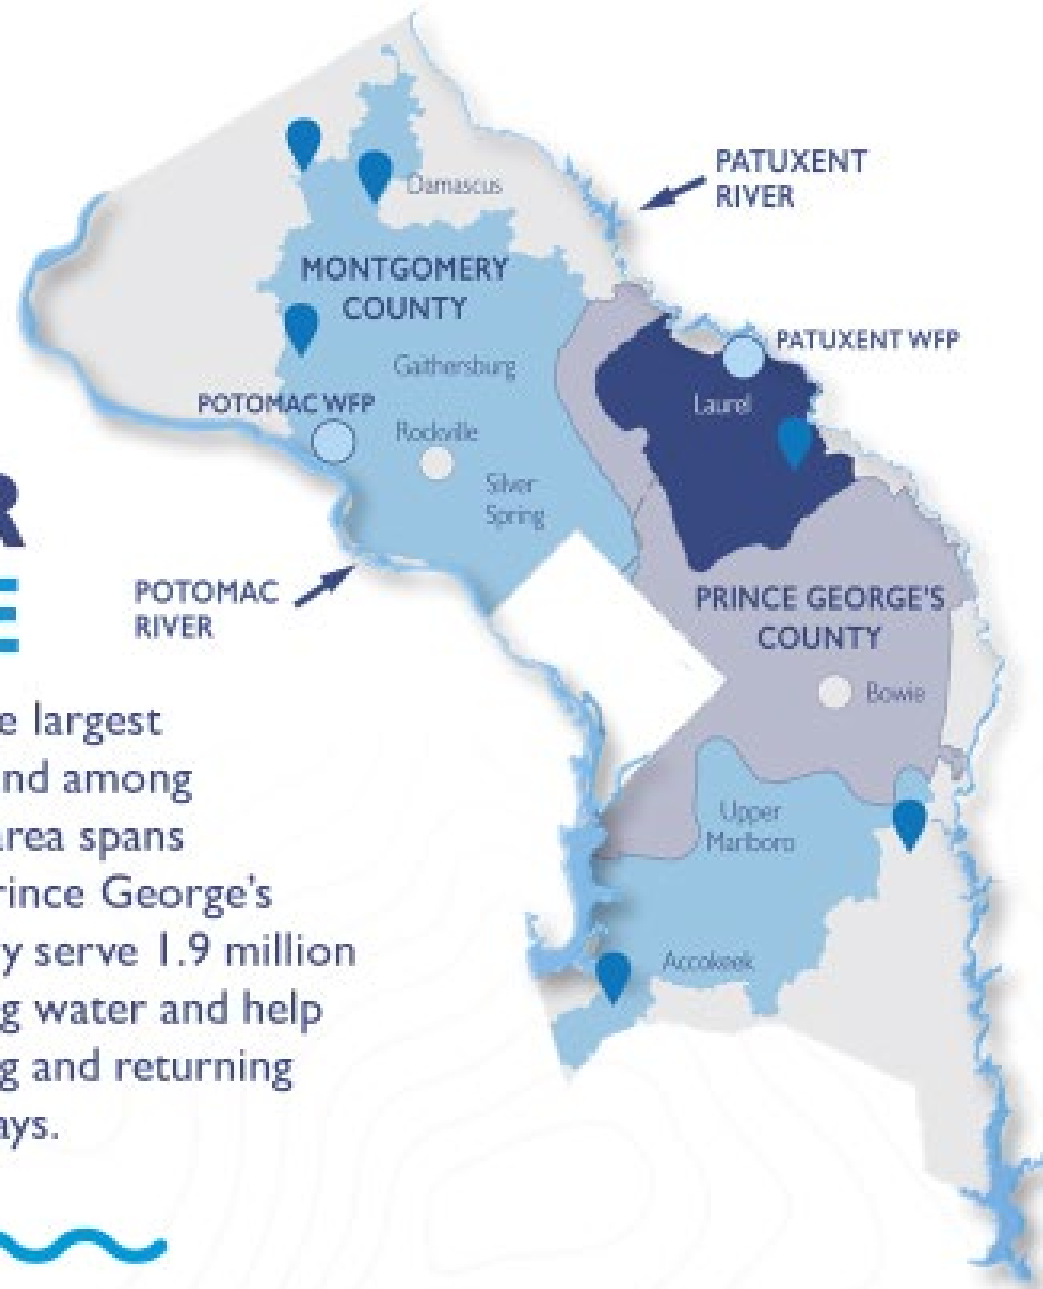 PATUXENT
RIVER
Damascus
MONTGOMERY
COUNTY
PATUXENT WFP
Gaithersburg
Laurel
POTOMAC WFP
Rockville
Silver
Spring
R
E
POTOMAC
RIVER
PRINCE GEORGE'S
COUNTY
Bowie
e largest
nd among
area spans
rince George's
y serve 1.9 million
g water and help
g and returning
ays.
Upper
Marlboro
Accokeek